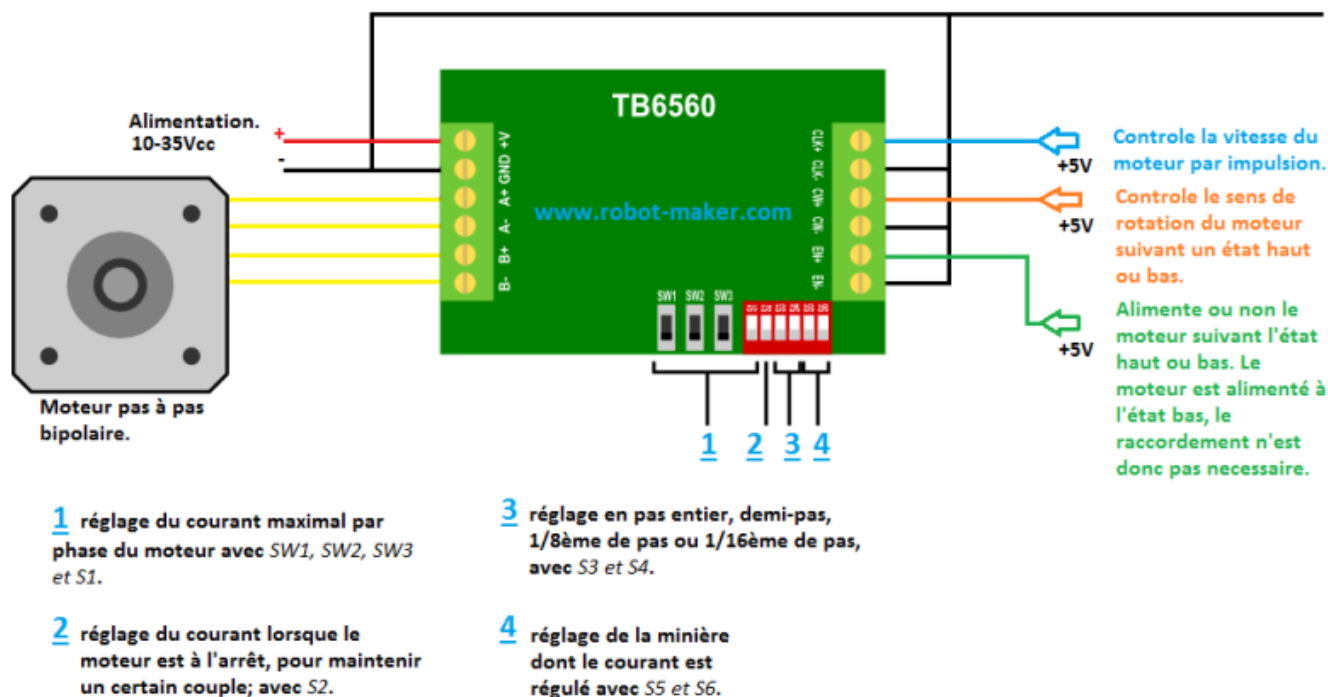 TB6560
www.robot-maker.com
Alimentation.
10-35Vcc
+
-
+V
GND
A+
A-
B+
B-
CLK+
CLK-
CW+
CW-
EN+
EN-
SW1 SW2 SW3
S1 S2 S3 S4 S5 S6
Moteur pas à pas
bipolaire.
+5V
Controle la vitesse du
moteur par impulsion.
+5V
Controle le sens de
rotation du moteur
suivant un état haut
ou bas.
+5V
Alimente ou non le
moteur suivant l'état
haut ou bas. Le
moteur est alimenté à
l'état bas, le
raccordement n'est
donc pas necessaire.
1 2 3 4
1 réglage du courant maximal par
phase du moteur avec SW1, SW2, SW3
et S1.
2 réglage du courant lorsque le
moteur est à l'arrêt, pour maintenir
un certain couple; avec S2.
3 réglage en pas entier, demi-pas,
1/8ème de pas ou 1/16ème de pas,
avec S3 et S4.
4 réglage de la minière
dont le courant est
régulé avec S5 et S6.